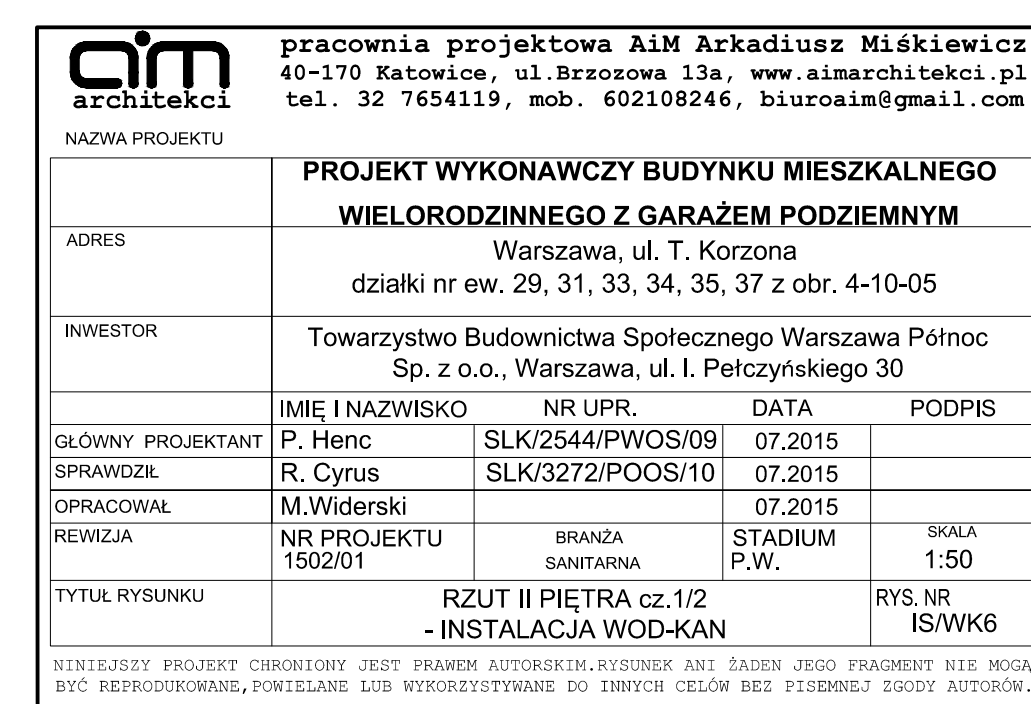 aim
architekci
pracownia projektowa AiM Arkadiusz Miśkiewicz
40-170 Katowice, ul.Brzozowa 13a, www.aimarchitekci.pl
tel. 32 7654119, mob. 602108246, biuroaim@gmail.com
NAZWA PROJEKTU
PROJEKT WYKONAWCZY BUDYNKU MIESZKALNEGO
WIELORODZINNEGO Z GARAŻEM PODZIEMNYM
ADRES
Warszawa, ul. T. Korzona
działki nr ew. 29, 31, 33, 34, 35, 37 z obr. 4-10-05
INWESTOR
Towarzystwo Budownictwa Społecznego Warszawa Północ
Sp. z o.o., Warszawa, ul. I. Pełczyńskiego 30
IMIĘ I NAZWISKO NR UPR. DATA PODPIS
GŁÓWNY PROJEKTANT P. Henc SLK/2544/PWOS/09 07.2015
SPRAWDZIŁ R. Cyrus SLK/3272/POOS/10 07.2015
OPRACOWAŁ M.Widerski 07.2015
REWIZJA NR PROJEKTU BRANŻA STADIUM SKALA
1502/01 SANITARNA P.W. 1:50
TYTUŁ RYSUNKU RZUT II PIĘTRA cz.1/2 RYS. NR
- INSTALACJA WOD-KAN IS/WK6
NINIEJSZY PROJEKT CHRONIONY JEST PRAWEM AUTORSKIM.RYSUNEK ANI ŻADEN JEGO FRAGMENT NIE MOGĄ
BYĆ REPRODUKOWANE,POWIELANE LUB WYKORZYSTYWANE DO INNYCH CELÓW BEZ PISEMNEJ ZGODY AUTORÓW.